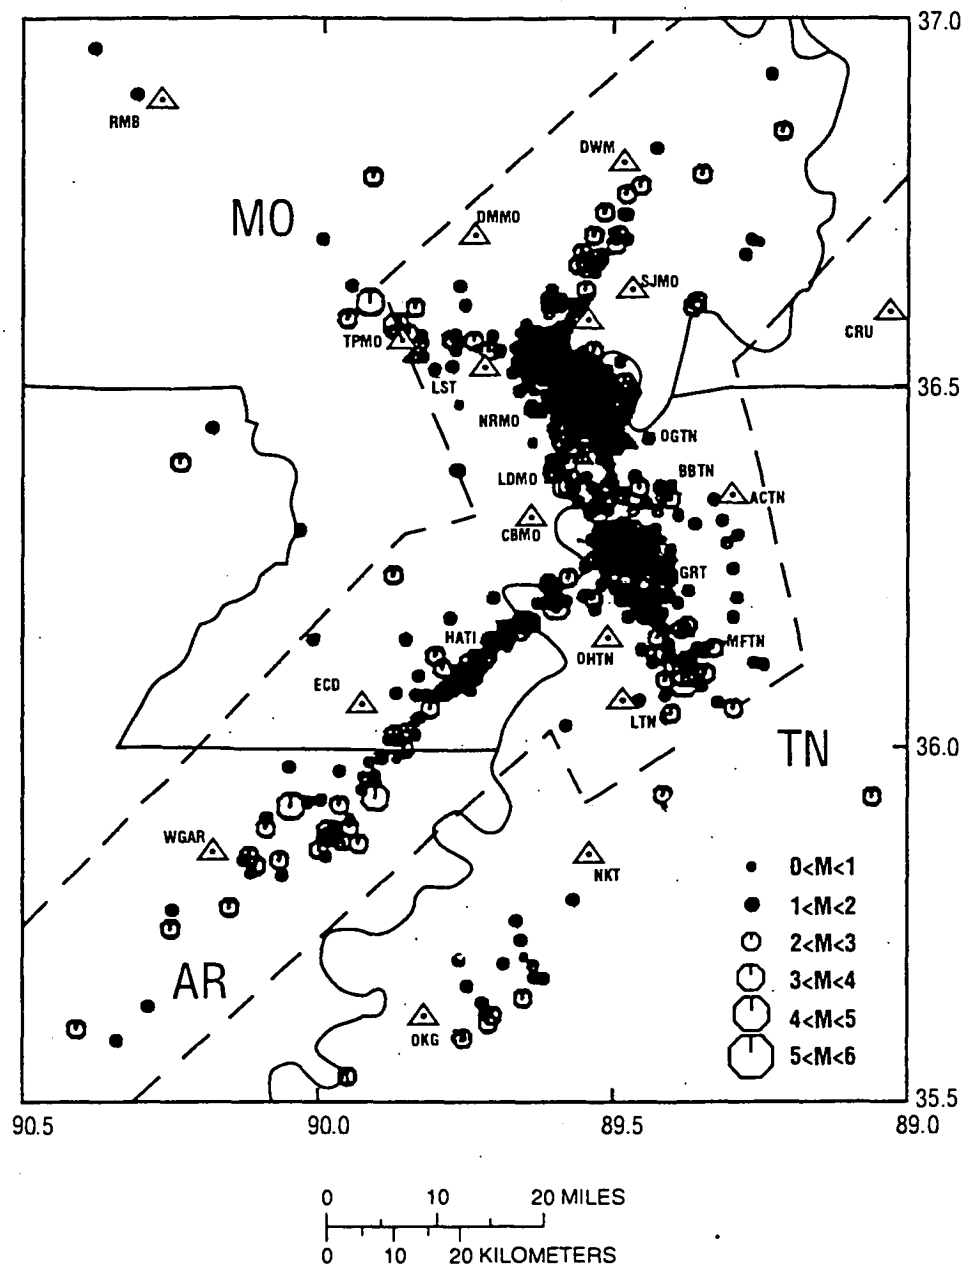 37.0
RMB
DWM
MO
DMMO
SJMO
CRU
TPMO
LST
36.5
NRMO
OGTN
LDMO
BBTN
ACTN
CBMO
GRT
HATI
OHTN
MFTN
ECD
LTN
TN
36.0
WGAR
NKT
0<M<1
1<M<2
2<M<3
AR
3<M<4
4<M<5
OKG
5<M<6
35.5
90.5
90.0
89.5
89.0
0 10 20 MILES
0 10 20 KILOMETERS